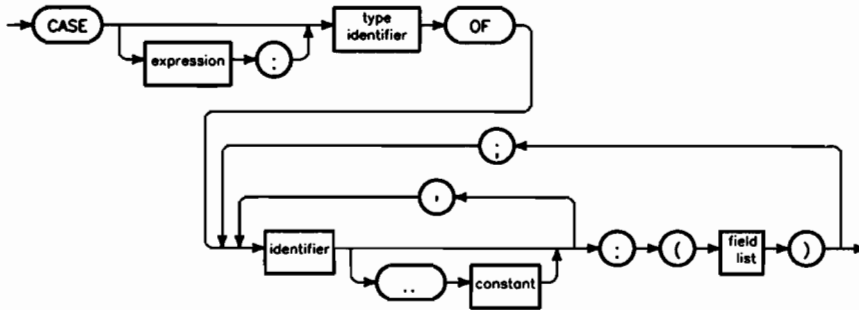 CASE
type identifier
OF
expression
:
;
,
identifier
:
(
field list
)
..
constant